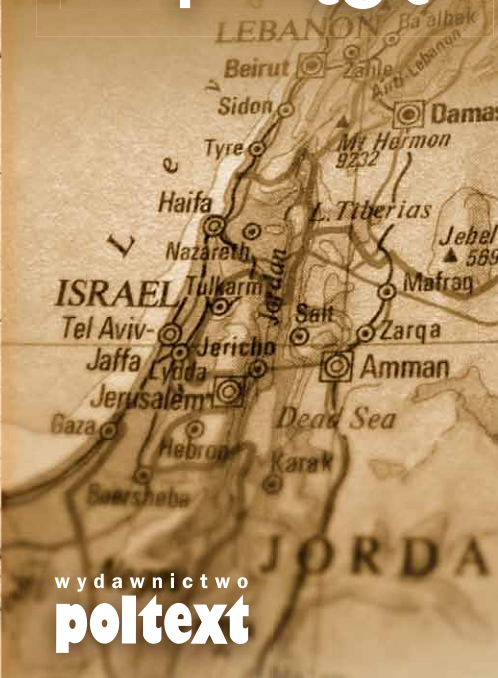 LEBANON
Ba'albek
Beirut
Zahle
Anti-Lebanon
Sidon
Damas
Tyre
Mt Hermon
9232
L e v
Haifa
L. Tiberias
Nazareth
Jebel
569
Jordan
ISRAEL
Tulkarm
Mafraq
Salt
Tel Aviv-
Jaffa
Zarqa
Jericho
Lydda
Amman
Jerusalem
Dead Sea
Gaza
Hebron
Karak
Beersheba
JORDA
wydawnictwo
poltext